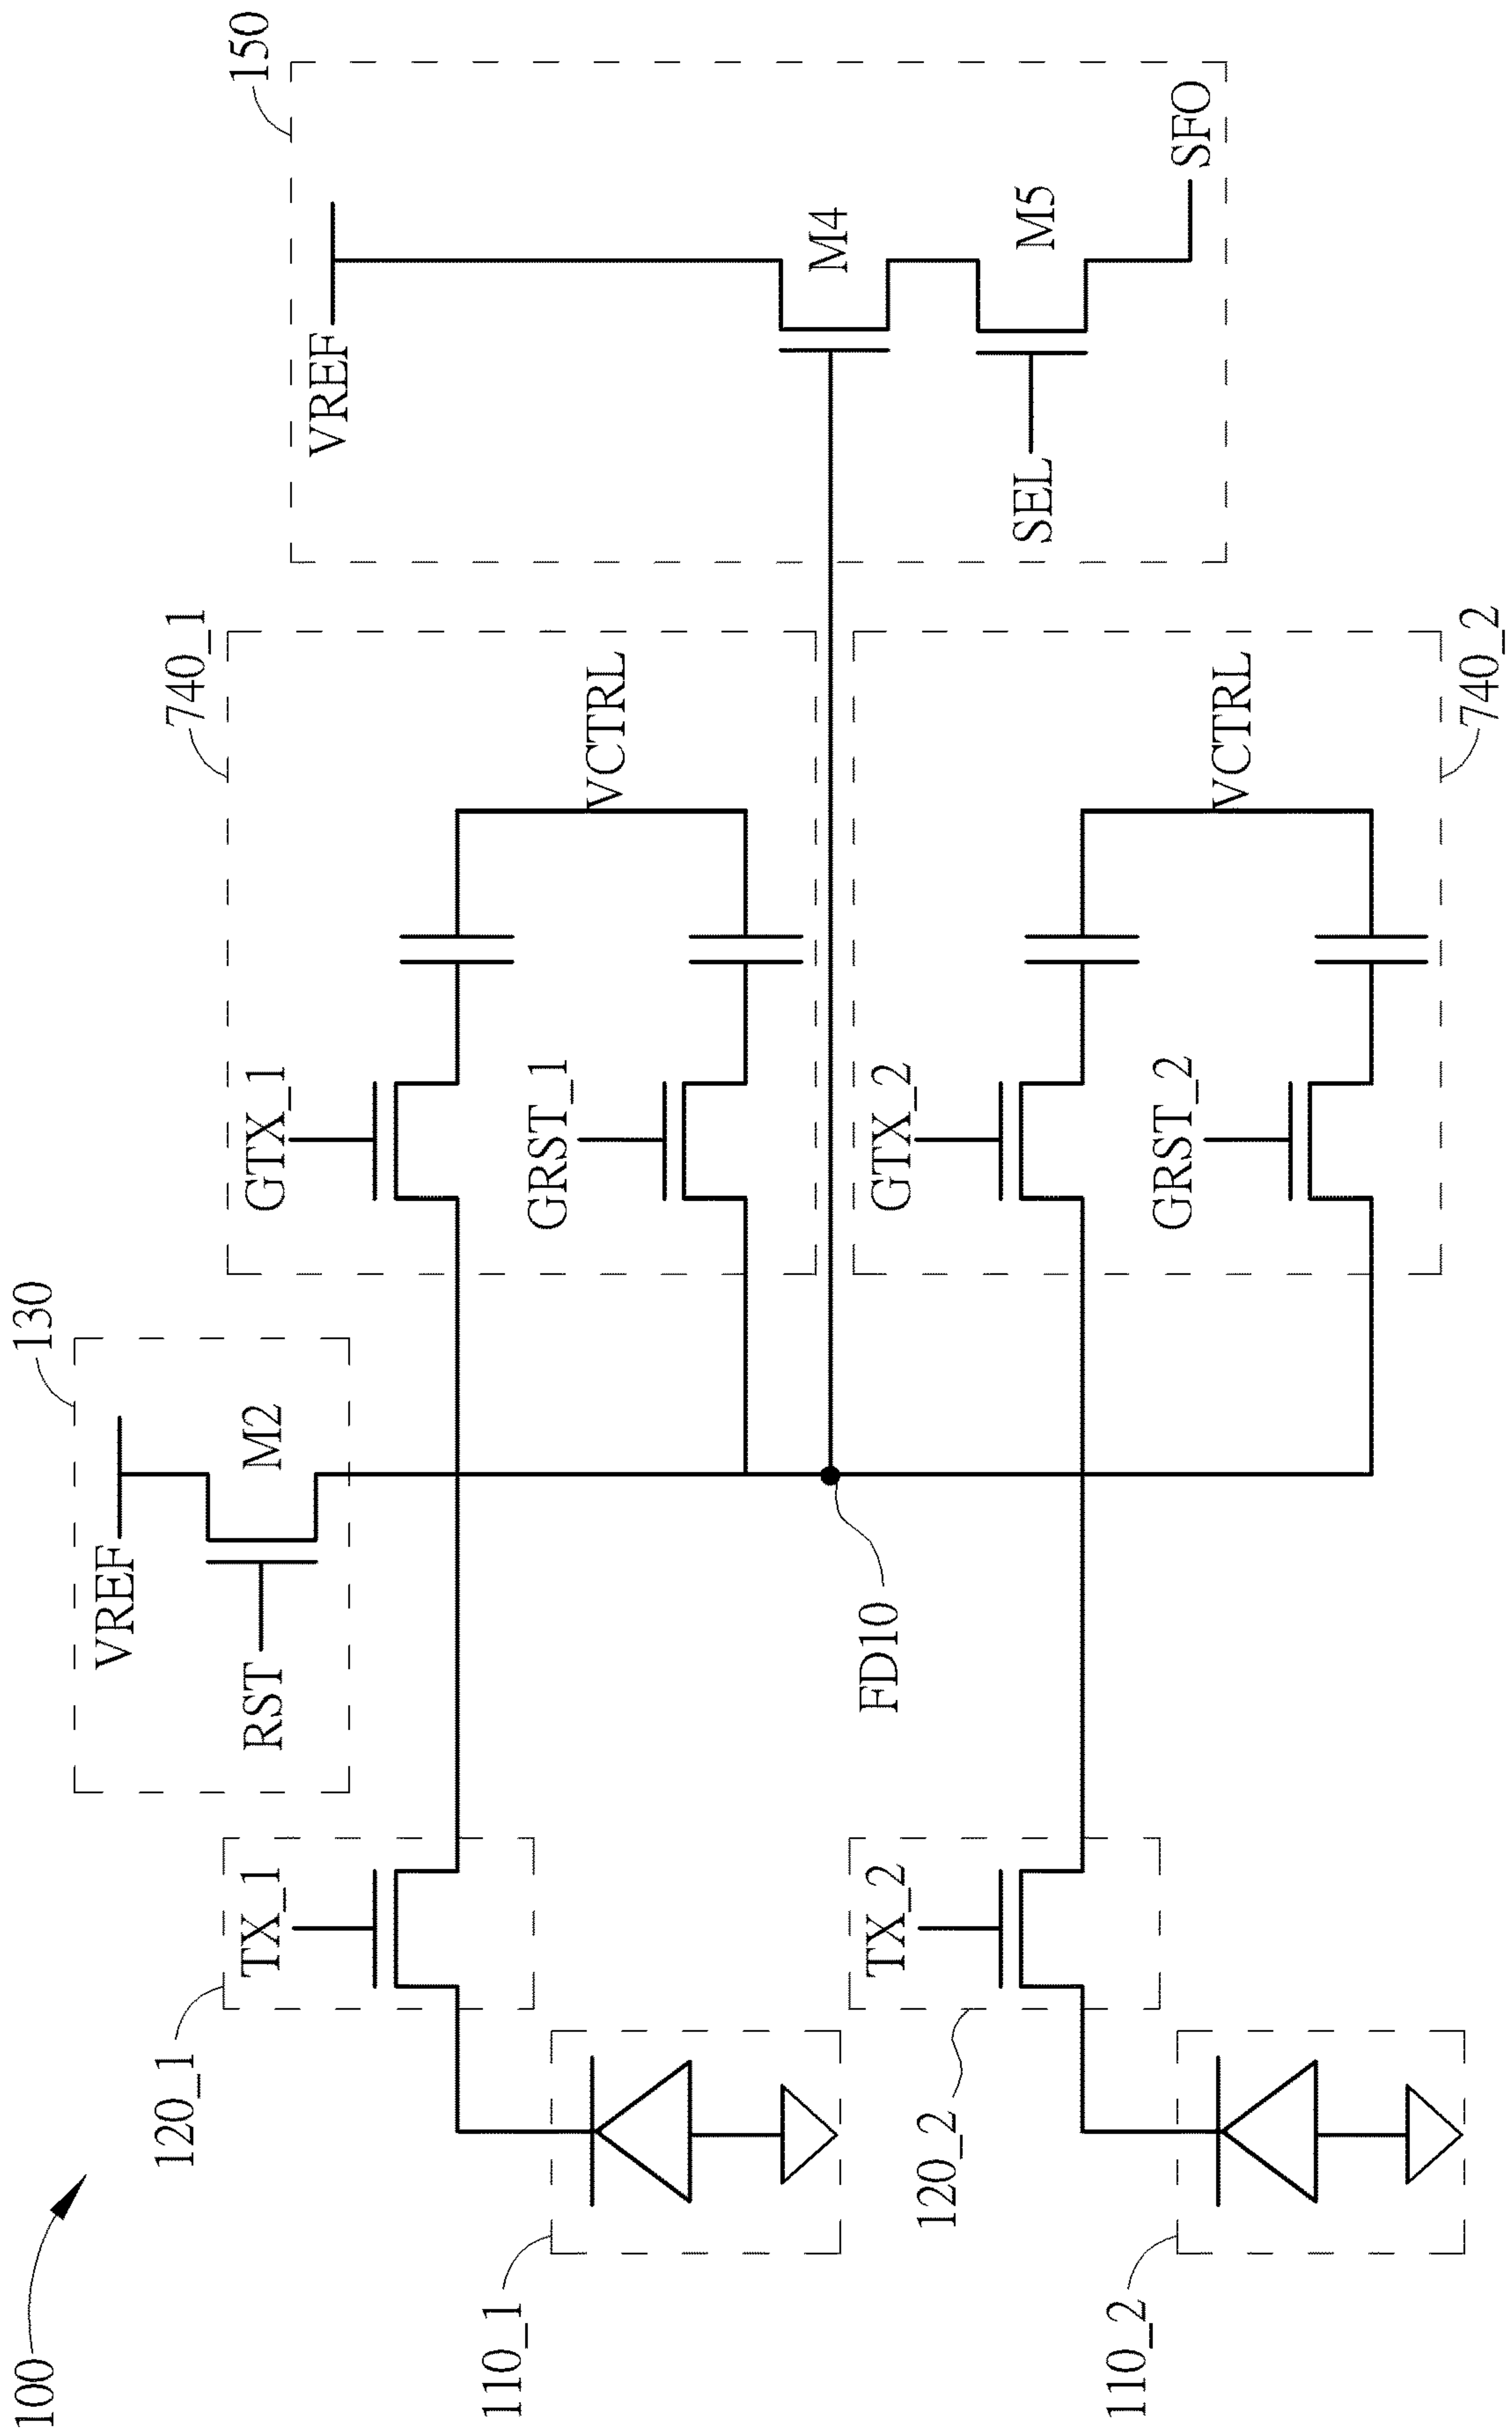 100
130
150
VREF
RST
M2
740_1
VREF
120_1
TX_1
GTX_1
GRST_1
VCTRL
M4
M5
SEL
SFO
110_1
FD10
120_2
TX_2
GTX_2
GRST_2
VCTRL
740_2
110_2